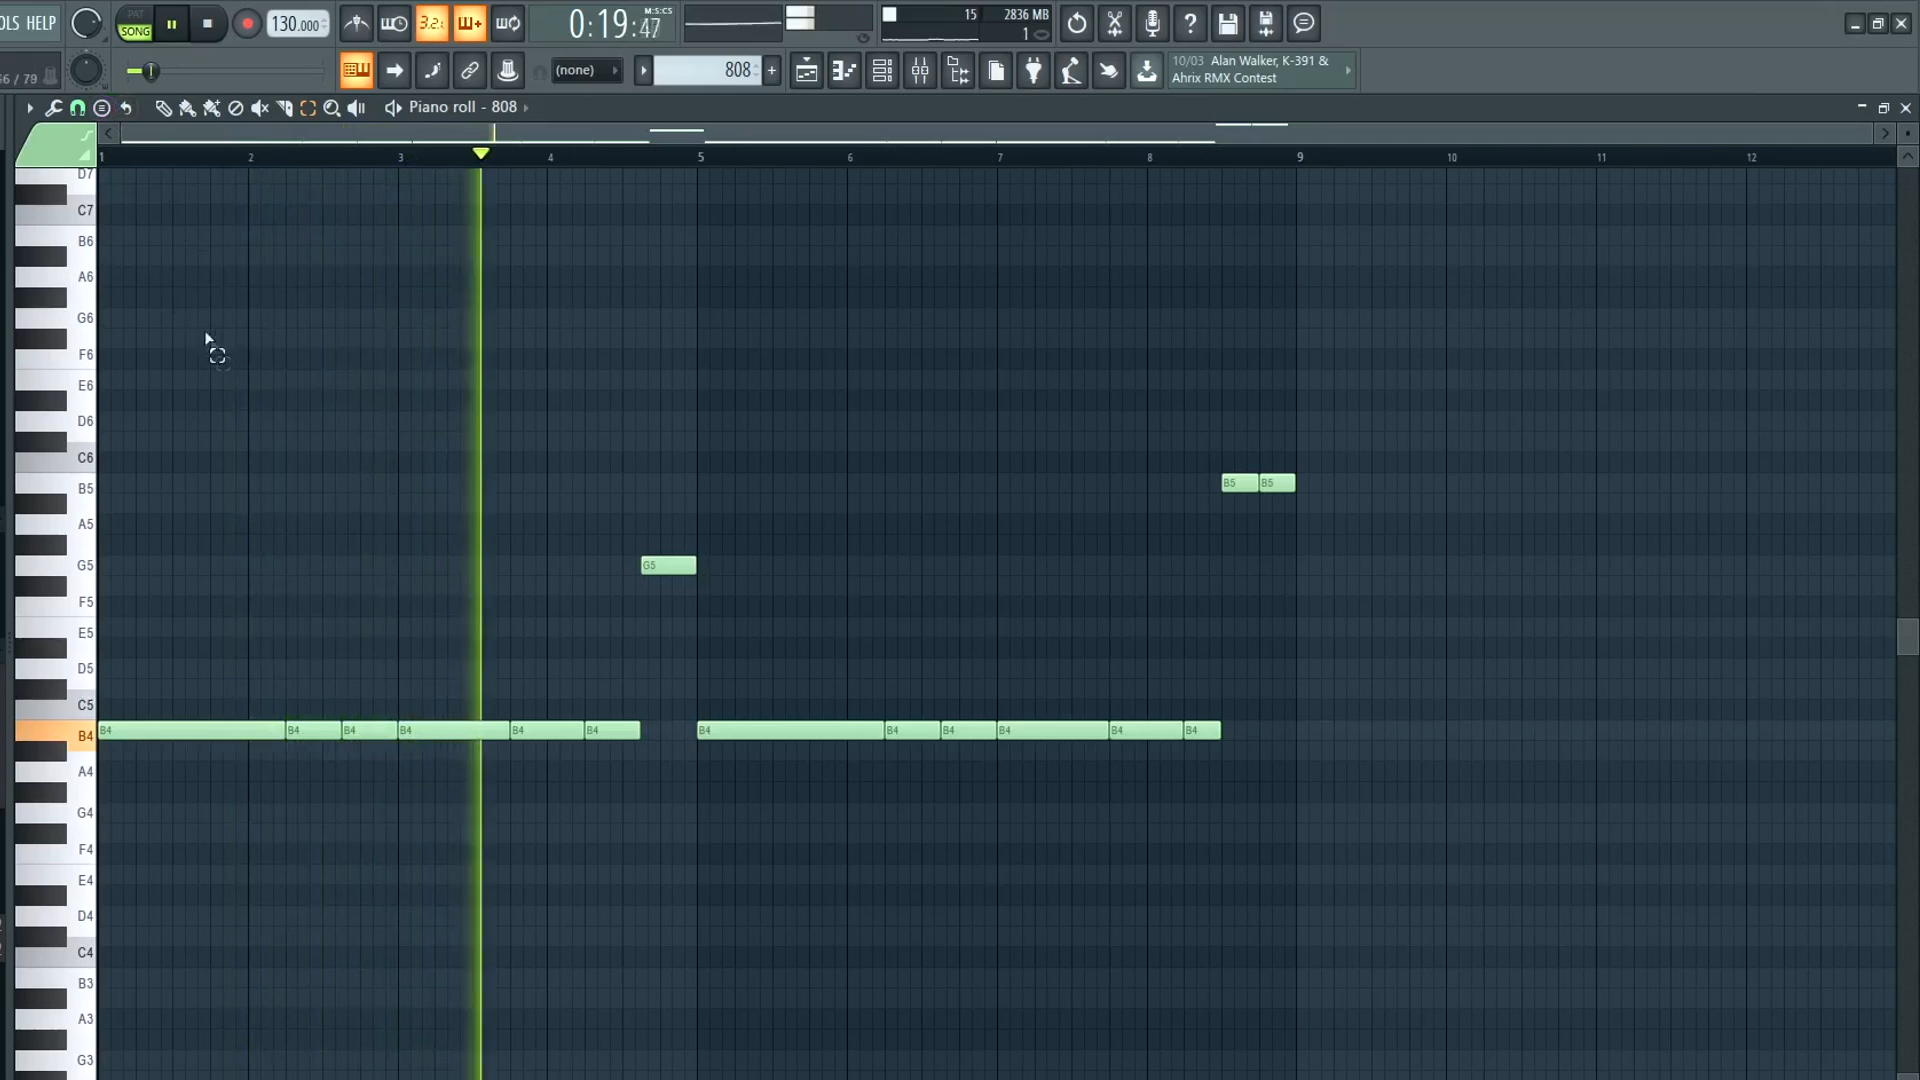 OLS HELP
PAT
SONG
130.000
3.2.
0:19:47
M:S:CS
15
2836 MB
1
/ 79
(none)
808
10/03 Alan Walker, K-391 &
Ahrix RMX Contest
Piano roll - 808
1 2 3 4 5 6 7 8 9 10 11 12
D7
C7
B6
A6
G6
F6
E6
D6
C6
B5 B5 B5
A5
G5 G5
F5
E5
D5
C5
B4 B4 B4 B4 B4 B4 B4 B4 B4 B4 B4 B4 B4
A4
G4
F4
E4
D4
C4
B3
A3
G3